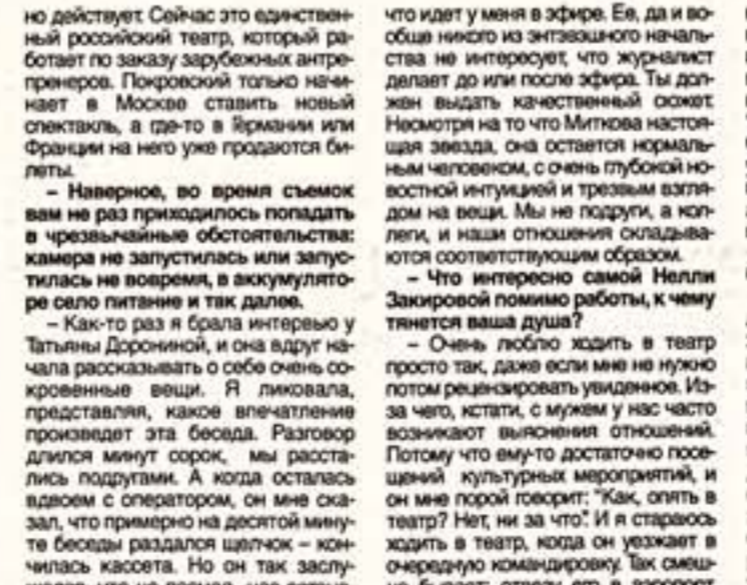 но действует. Сейчас это единствен-
ный российский театр, который ра-
ботает по заказу зарубежных антре-
пренеров. Покровский только начи-
нает в Москве ставить новый
спектакль, а где-то в Германии или
Франции на него уже продаются би-
леты.
– Наверное, во время съемок
вам не раз приходилось попадать
в чрезвычайные обстоятельства:
камера не запустилась или запус-
тилась не вовремя, в аккумулято-
ре село питание и так далее.
– Как-то раз я брала интервью у
Татьяны Дорониной, и она вдруг на-
чала рассказывать о себе очень со-
кровенные вещи. Я ликовала,
представляя, какое впечатление
произведет эта беседа. Разговор
длился минут сорок, мы расста-
лись подругами. А когда осталась
вдвоем с оператором, он мне ска-
зал, что примерно на десятой мину-
те беседы раздался щелчок – кон-
чилась кассета. Но он так заслу-
что идет у меня в эфире. Ее, да и во-
обще никого из энтэвэшного началь-
ства не интересует, что журналист
делает до или после эфира. Ты дол-
жен выдать качественный сюжет.
Несмотря на то что Миткова настоя-
щая звезда, она остается нормаль-
ным человеком, с очень глубокой но-
востной интуицией и трезвым взгля-
дом на вещи. Мы не подруги, а кол-
леги, и наши отношения складыва-
ются соответствующим образом.
– Что интересно самой Нелли
Закировой помимо работы, к чему
тянется ваша душа?
– Очень люблю ходить в театр
просто так, даже если мне не нужно
потом рецензировать увиденное. Из-
за чего, кстати, с мужем у нас часто
возникают выяснения отношений.
Потому что ему-то достаточно посе-
щений культурных мероприятий, и
он мне порой говорит: "Как, опять в
театр? Нет, ни за что". И я стараюсь
ходить в театр, когда он уезжает в
очередную командировку. Так смеш-